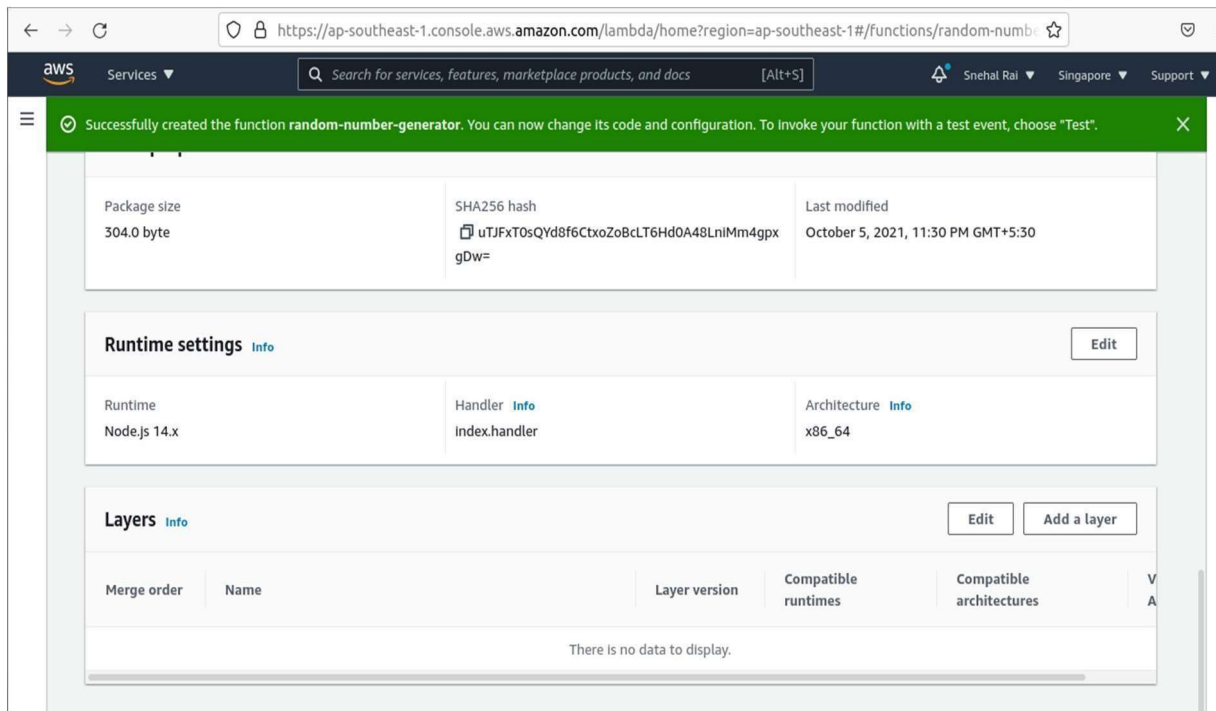 https://ap-southeast-1.console.aws.amazon.com/lambda/home?region=ap-southeast-1#/functions/random-numbe
aws Services ▼ Search for services, features, marketplace products, and docs [Alt+S] Snehal Rai ▼ Singapore ▼ Support ▼
Successfully created the function random-number-generator. You can now change its code and configuration. To invoke your function with a test event, choose "Test".
Package size SHA256 hash Last modified
304.0 byte uTJFxT0sQYd8f6CtxoZoBcLT6Hd0A48LniMm4gpx October 5, 2021, 11:30 PM GMT+5:30
gDw=
Runtime settings Info Edit
Runtime Handler Info Architecture Info
Node.js 14.x index.handler x86_64
Layers Info Edit Add a layer
Merge order Name Layer version Compatible runtimes Compatible architectures V A
There is no data to display.